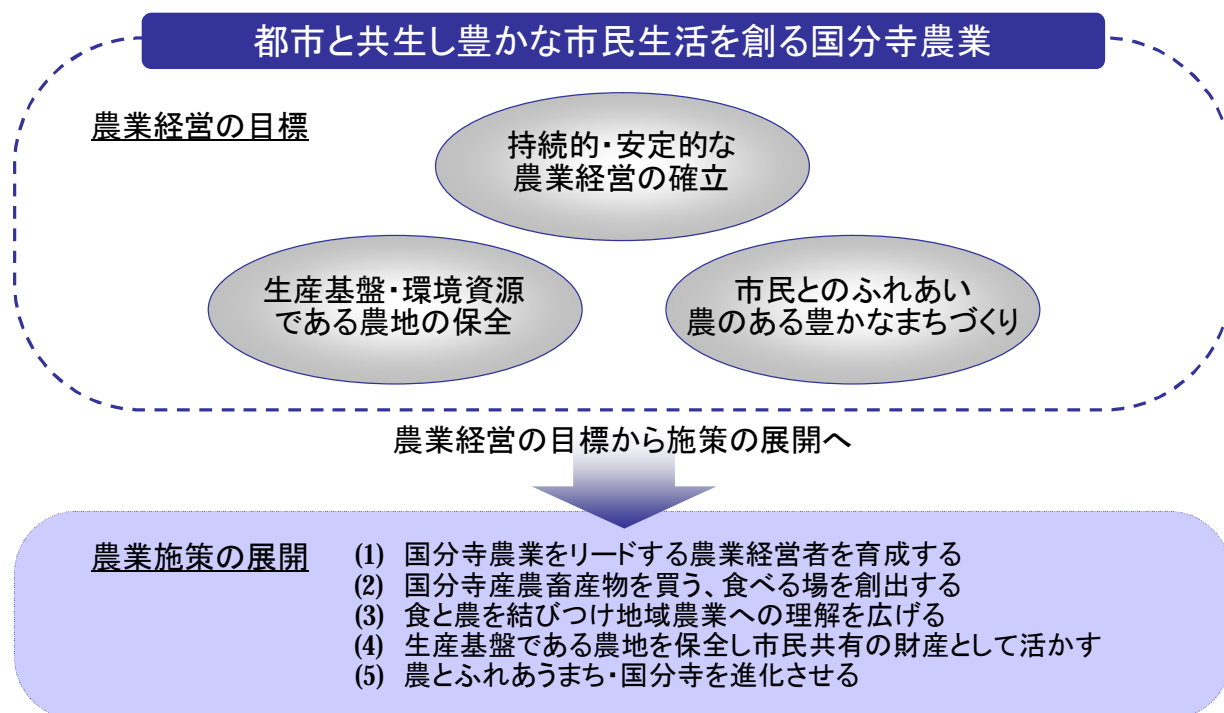 都市と共生し豊かな市民生活を創る国分寺農業
農業経営の目標
持続的・安定的な
農業経営の確立
生産基盤・環境資源
である農地の保全
市民とのふれあい
農のある豊かなまちづくり
農業経営の目標から施策の展開へ
農業施策の展開
(1) 国分寺農業をリードする農業経営者を育成する
(2) 国分寺産農畜産物を買う、食べる場を創出する
(3) 食と農を結びつけ地域農業への理解を広げる
(4) 生産基盤である農地を保全し市民共有の財産として活かす
(5) 農とふれあうまち・国分寺を進化させる